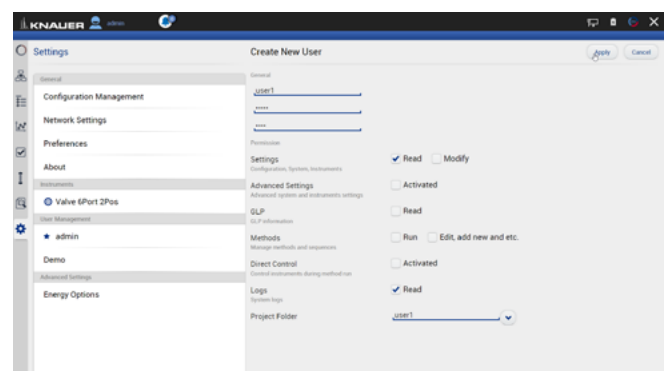 KNAUER admin
Settings
Create New User
Apply
Cancel
General
Configuration Management
Network Settings
Preferences
About
Instruments
Valve 6Port 2Pos
User Management
admin
Demo
Advanced Settings
Energy Options
General
user1
Permission
Settings
Configuration, System, Instruments
Read
Modify
Advanced Settings
Advanced system and instruments settings
Activated
GLP
GLP information
Read
Methods
Manage methods and sequences
Run
Edit, add new and etc.
Direct Control
Control instruments during method run
Activated
Logs
System logs
Read
Project Folder
user1